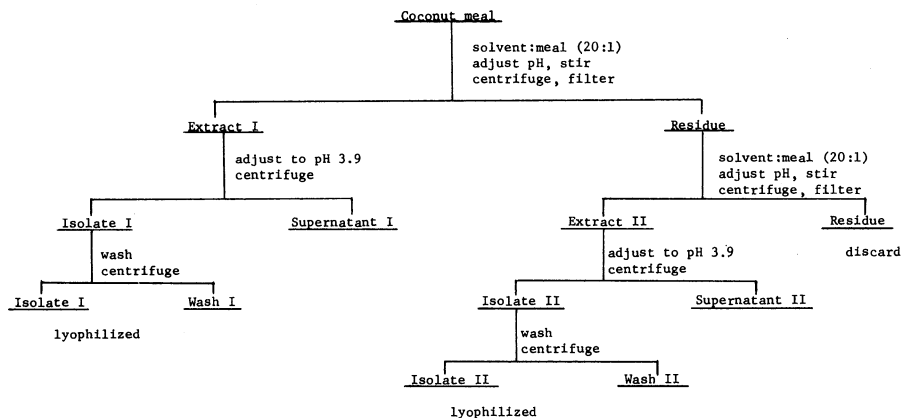 Coconut meal
solvent:meal (20:1)
adjust pH, stir
centrifuge, filter
Extract I
Residue
adjust to pH 3.9
centrifuge
solvent:meal (20:1)
adjust pH, stir
centrifuge, filter
Isolate I
Supernatant I
Extract II
Residue
discard
wash
centrifuge
adjust to pH 3.9
centrifuge
Isolate I
Wash I
lyophilized
Isolate II
Supernatant II
wash
centrifuge
Isolate II
Wash II
lyophilized